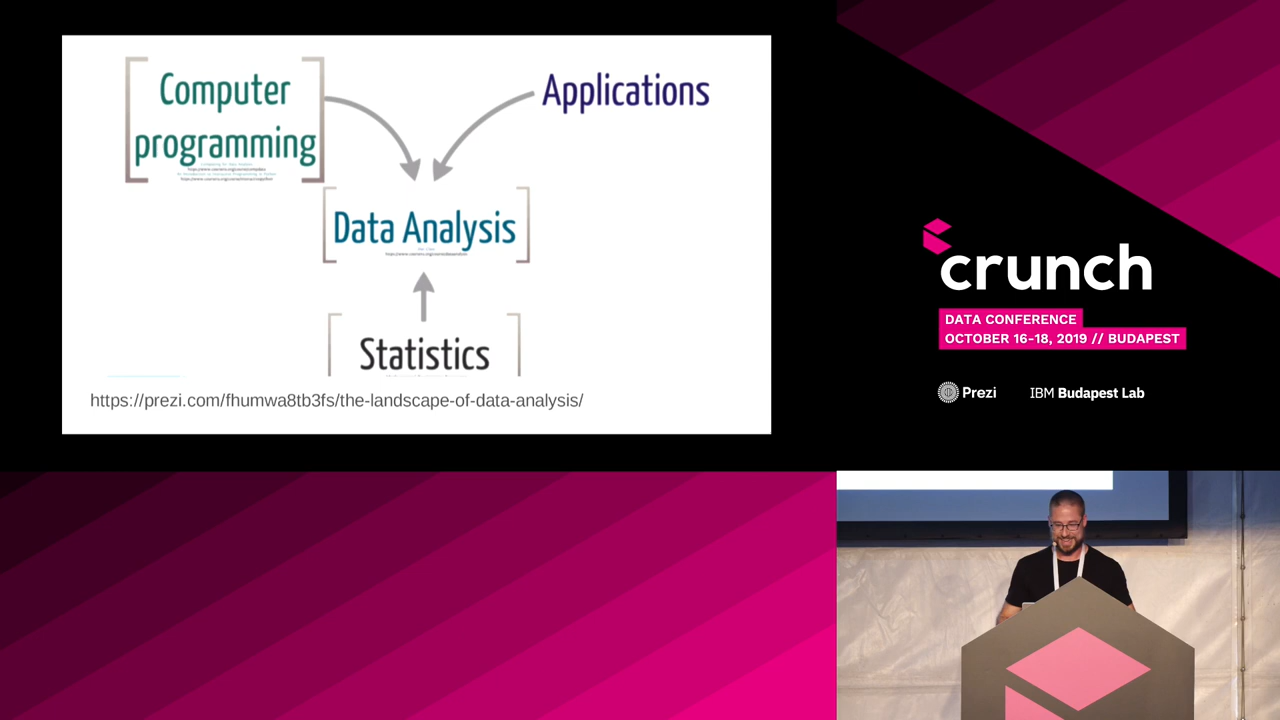 Computer
programming
Applications
Data Analysis
Statistics
https://prezi.com/fhumwa8tb3fs/the-landscape-of-data-analysis/
crunch
DATA CONFERENCE
OCTOBER 16-18, 2019 // BUDAPEST
Prezi
IBM Budapest Lab